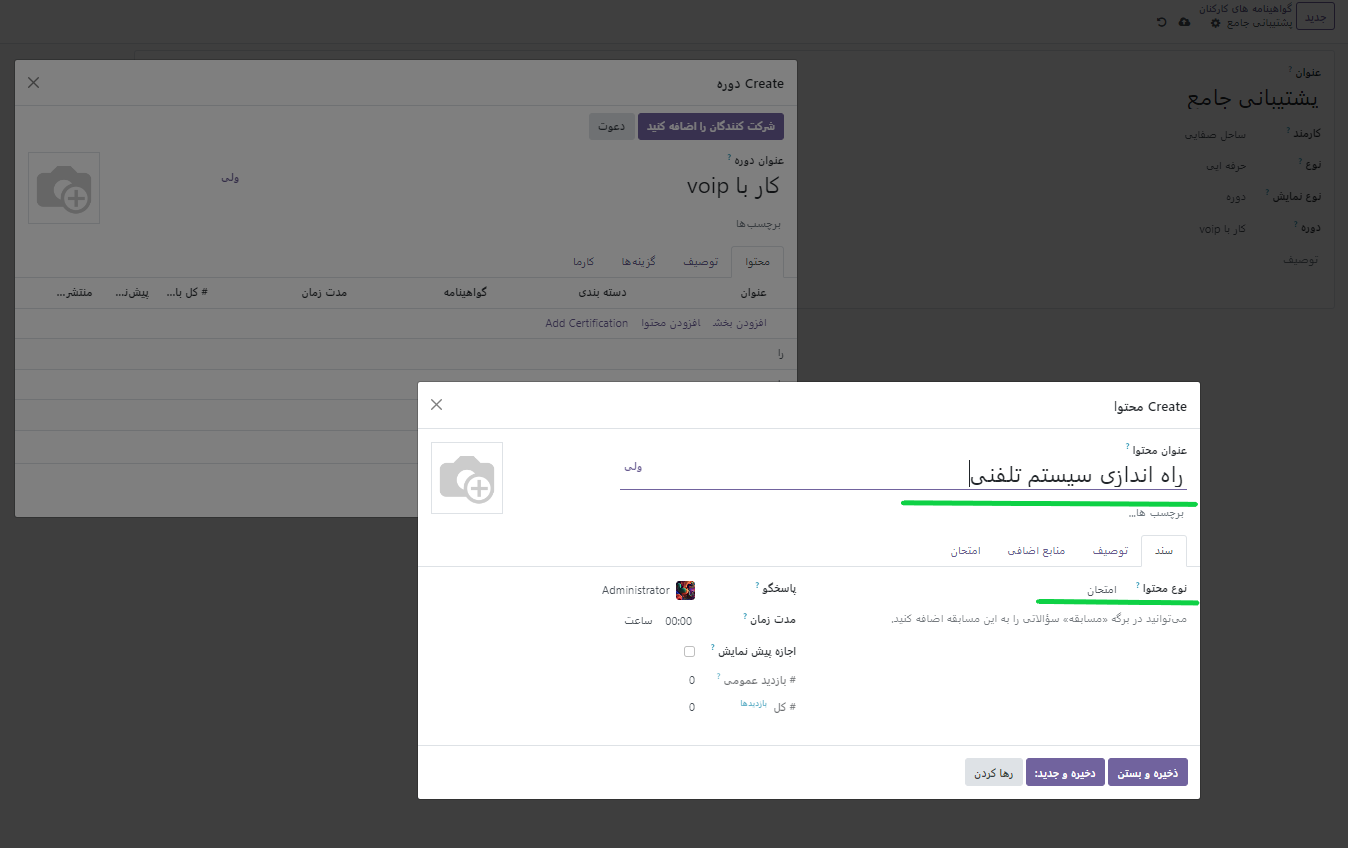 جدید
گواهینامه های کارکنان
پشتیبانی جامع
عنوان ?
پشتیبانی جامع
کارمند ? ساحل صفایی
نوع ? حرفه ایی
نوع نمایش ? دوره
دوره ? کار با voip
توصیف
Create دوره
شرکت کنندگان را اضافه کنید
دعوت
عنوان دوره ?
کار با voip
ولی
برچسب‌ها
محتوا توصیف گزینه‌ها کارما
عنوان دسته بندی گواهینامه مدت زمان # کل با... پیش‌ن... منتشر...
افزودن بخش افزودن محتوا Add Certification
را
Create محتوا
عنوان محتوا ?
راه اندازی سیستم تلفنی
ولی
برچسب ها...
سند توصیف منابع اضافی امتحان
نوع محتوا ? امتحان
می‌توانید در برگه «مسابقه» سؤالاتی را به این مسابقه اضافه کنید.
پاسخگو ? Administrator
مدت زمان ? 00:00 ساعت
اجازه پیش نمایش ?
# بازدید عمومی ? 0
# کل بازدیدها 0
ذخیره و بستن
ذخیره و جدید:
رها کردن